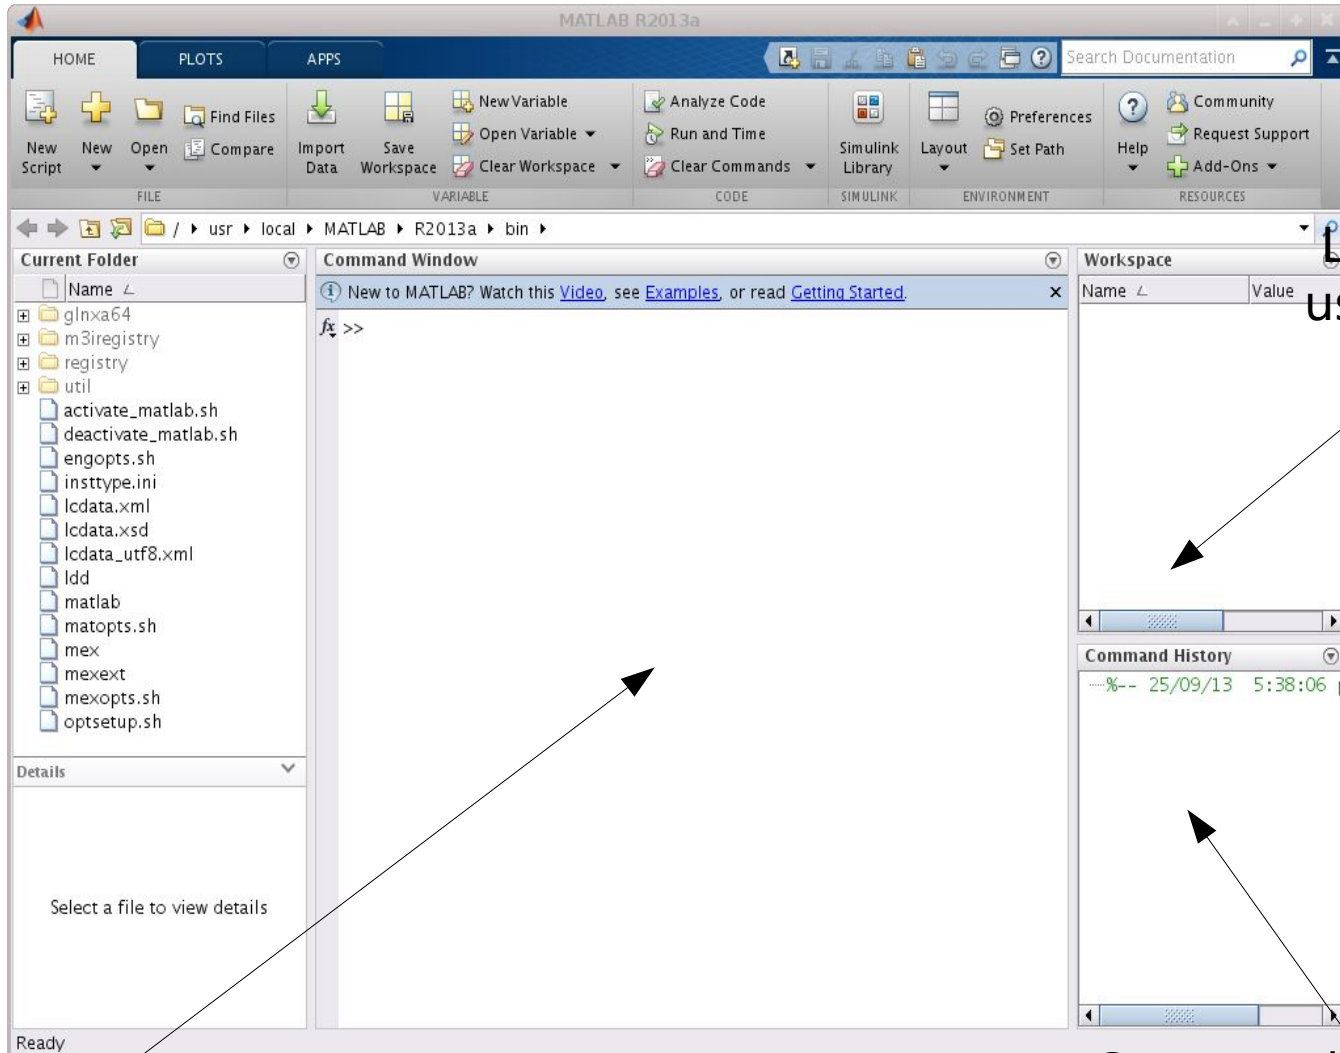 MATLAB R2013a
HOME PLOTS APPS Search Documentation
New Script New Open Find Files Compare
Import Data Save Workspace New Variable Open Variable Clear Workspace
Analyze Code Run and Time Clear Commands
Simulink Library Layout Preferences Set Path
Help Community Request Support Add-Ons
FILE VARIABLE CODE SIMULINK ENVIRONMENT RESOURCES
/ usr local MATLAB R2013a bin
Current Folder
Name
glnxa64
m3iregistry
registry
util
activate_matlab.sh
deactivate_matlab.sh
engopts.sh
insttype.ini
lcdata.xml
lcdata.xsd
lcdata_utf8.xml
ldd
matlab
matopts.sh
mex
mexext
mexopts.sh
optsetup.sh
Details
Select a file to view details
Ready
Command Window
New to MATLAB? Watch this Video, see Examples, or read Getting Started.
fx >>
Workspace
Name Value
Command History
%-- 25/09/13 5:38:06